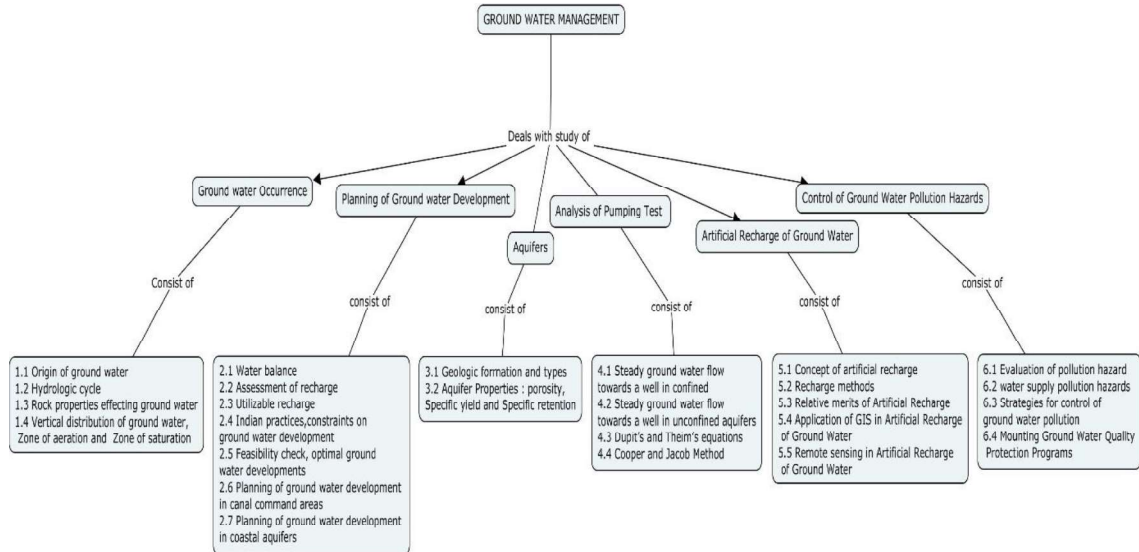 GROUND WATER MANAGEMENT
Deals with study of
Ground water Occurrence
Planning of Ground water Development
Aquifers
Analysis of Pumping Test
Artificial Recharge of Ground Water
Control of Ground Water Pollution Hazards
Consist of
consist of
consist of
consist of
consist of
consist of
1.1 Origin of ground water
1.2 Hydrologic cycle
1.3 Rock properties effecting ground water
1.4 Vertical distribution of ground water,
Zone of aeration and Zone of saturation
2.1 Water balance
2.2 Assessment of recharge
2.3 Utilizable recharge
2.4 Indian practices,constraints on
ground water development
2.5 Feasibility check, optimal ground
water developments
2.6 Planning of ground water development
in canal command areas
2.7 Planning of ground water development
in coastal aquifers
3.1 Geologic formation and types
3.2 Aquifer Properties : porosity,
Specific yield and Specific retention
4.1 Steady ground water flow
towards a well in confined
4.2 Steady ground water flow
towards a well in unconfined aquifers
4.3 Dupit's and Theim's equations
4.4 Cooper and Jacob Method
5.1 Concept of artificial recharge
5.2 Recharge methods
5.3 Relative merits of Artificial Recharge
5.4 Application of GIS in Artificial Recharge
of Ground Water
5.5 Remote sensing in Artificial Recharge
of Ground Water
6.1 Evaluation of pollution hazard
6.2 water supply pollution hazards
6.3 Strategies for control of
ground water pollution
6.4 Mounting Ground Water Quality
Protection Programs